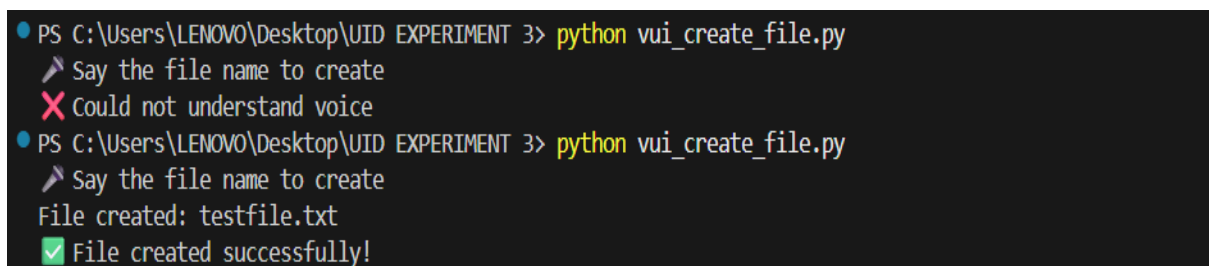 PS C:\Users\LENOVO\Desktop\UID EXPERIMENT 3> python vui_create_file.py
🎤 Say the file name to create
❌ Could not understand voice
PS C:\Users\LENOVO\Desktop\UID EXPERIMENT 3> python vui_create_file.py
🎤 Say the file name to create
File created: testfile.txt
✅ File created successfully!